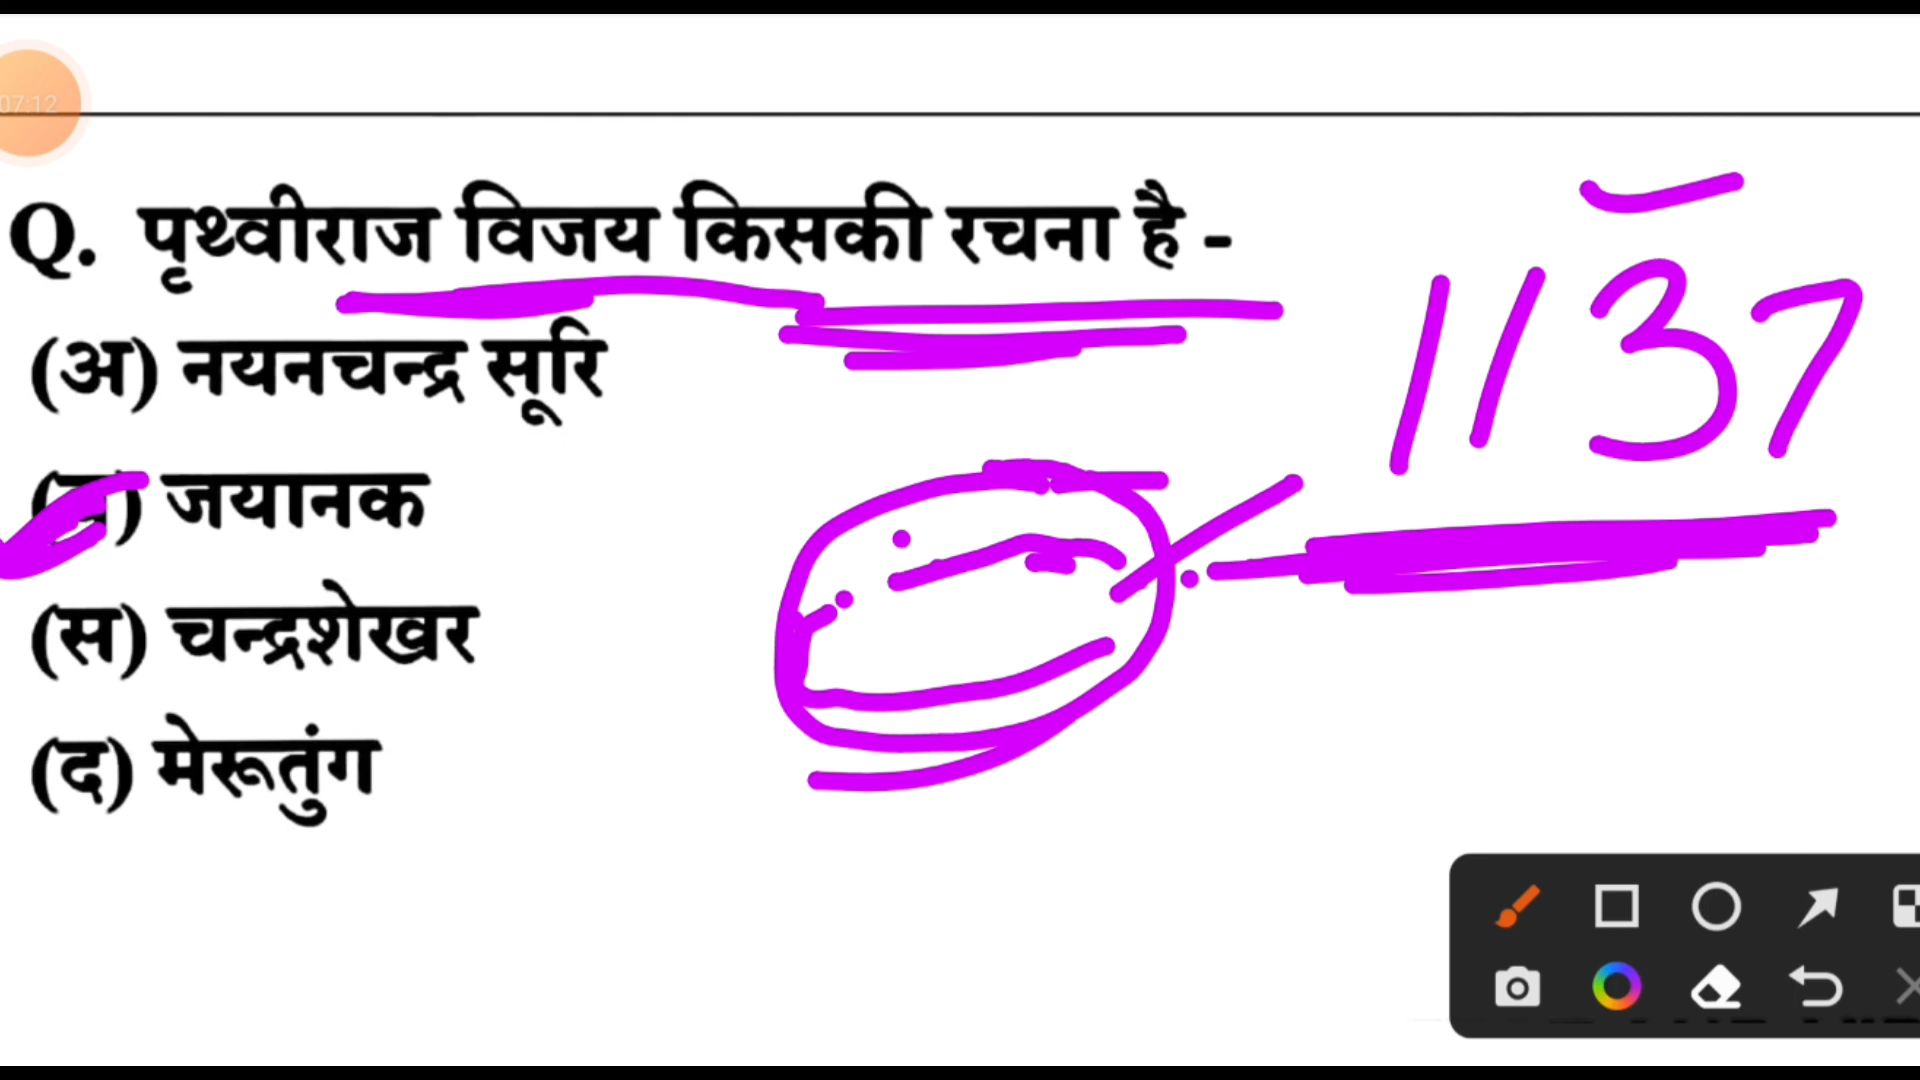 07:12
Q. पृथ्वीराज विजय किसकी रचना है -
(अ) नयनचन्द्र सूरि
1137
(ब) जयानक
(स) चन्द्रशेखर
(द) मेरूतुंग